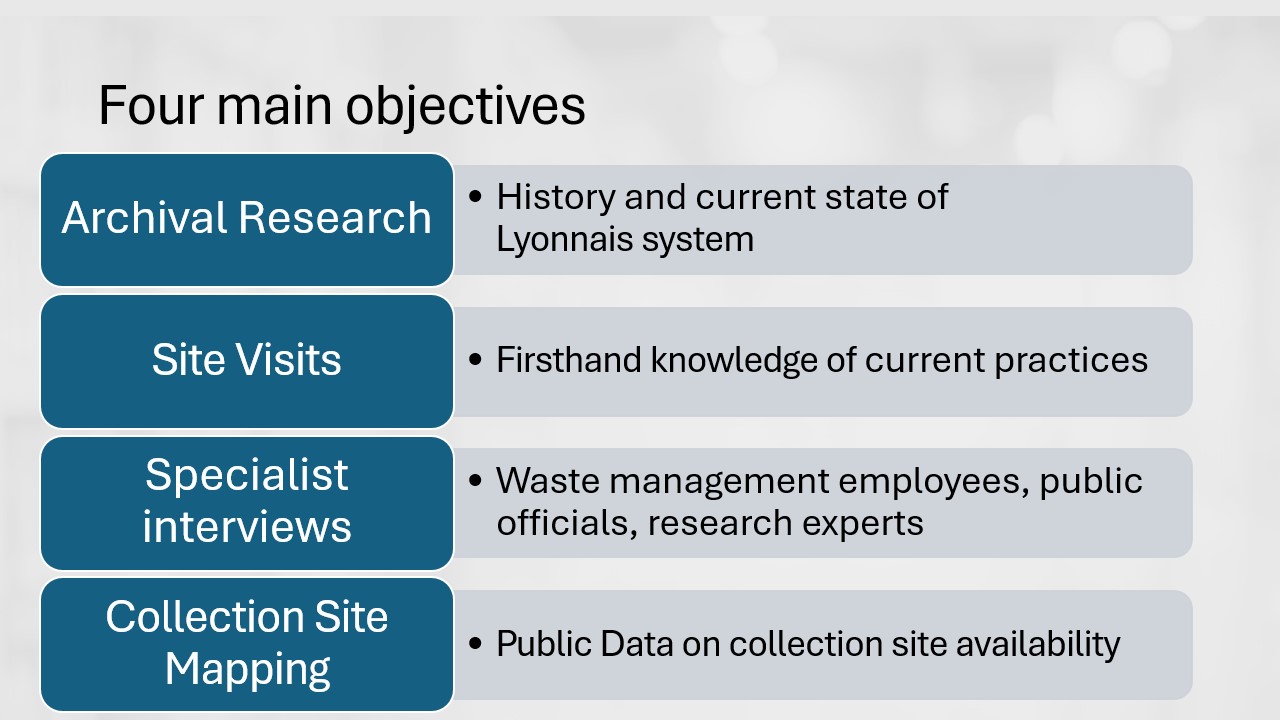 Four main objectives
Archival Research
• History and current state of
Lyonnais system
Site Visits
• Firsthand knowledge of current practices
Specialist
interviews
• Waste management employees, public
officials, research experts
Collection Site
Mapping
• Public Data on collection site availability